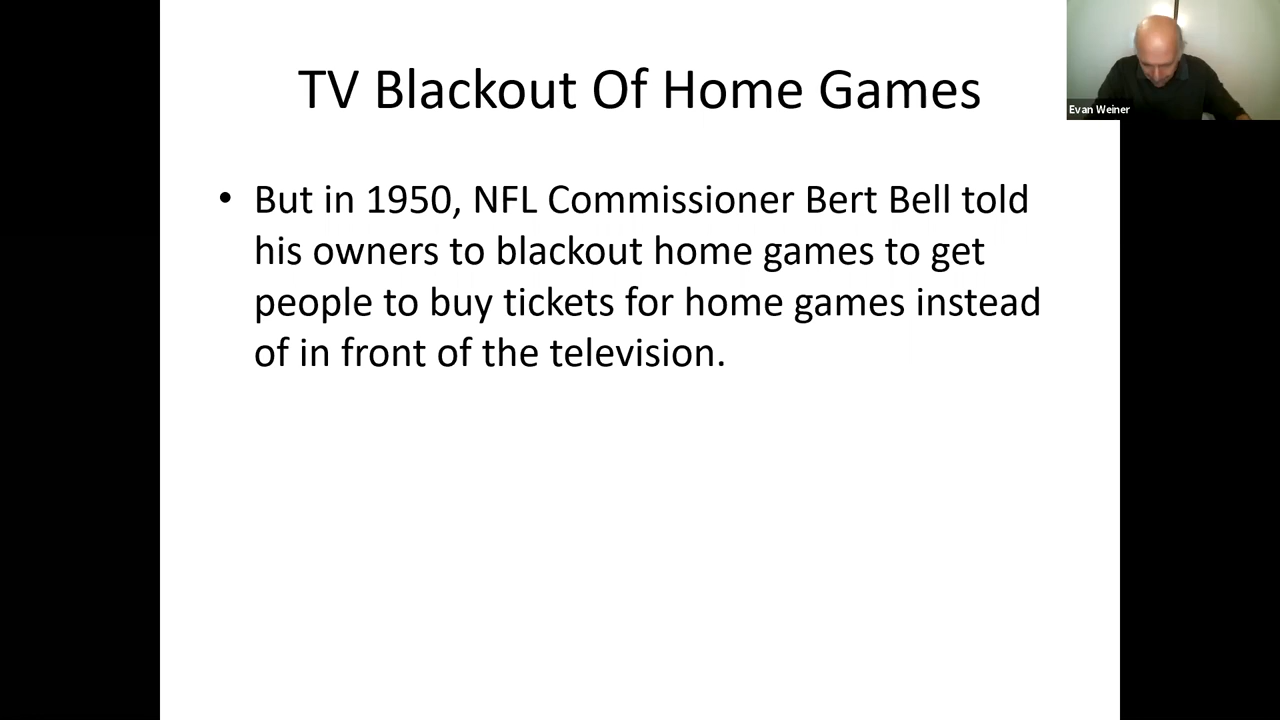 TV Blackout Of Home Games
Evan Weiner
• But in 1950, NFL Commissioner Bert Bell told
his owners to blackout home games to get
people to buy tickets for home games instead
of in front of the television.